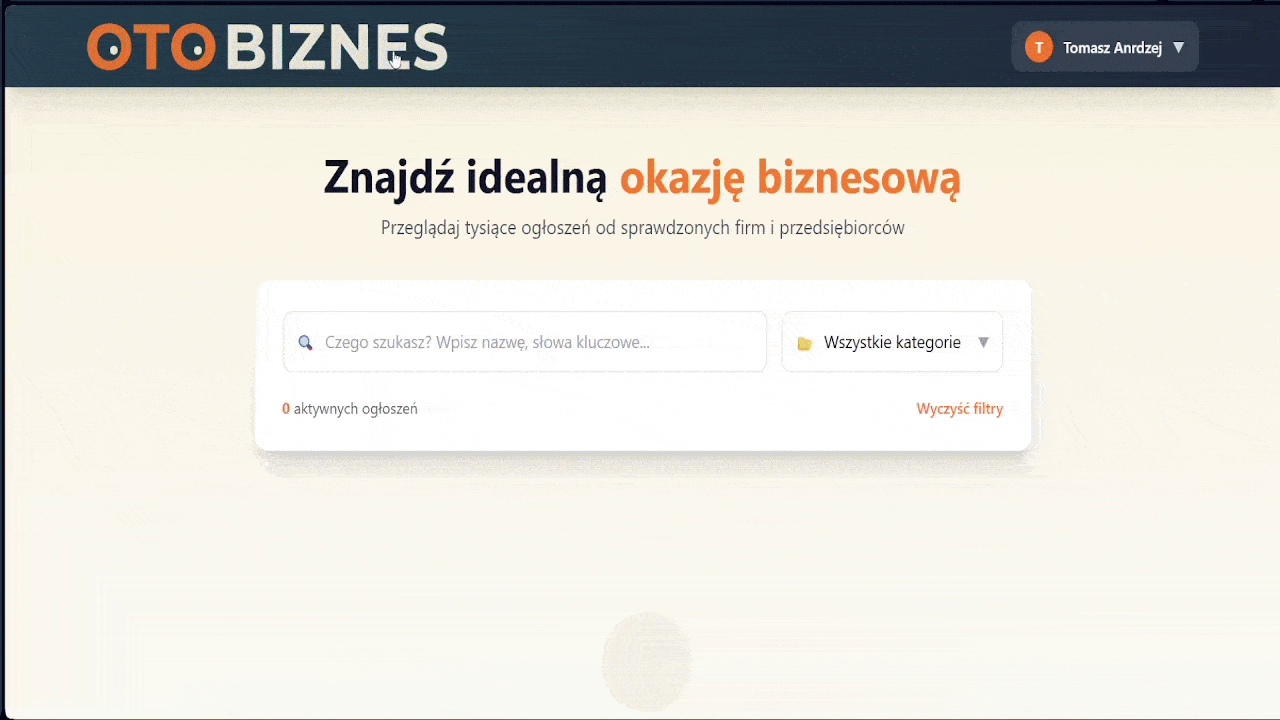 OTOBIZNES
T Tomasz Anrdzej ▼
Znajdź idealną okazję biznesową
Przeglądaj tysiące ogłoszeń od sprawdzonych firm i przedsiębiorców
Czego szukasz? Wpisz nazwę, słowa kluczowe...
Wszystkie kategorie ▼
0 aktywnych ogłoszeń
Wyczyść filtry